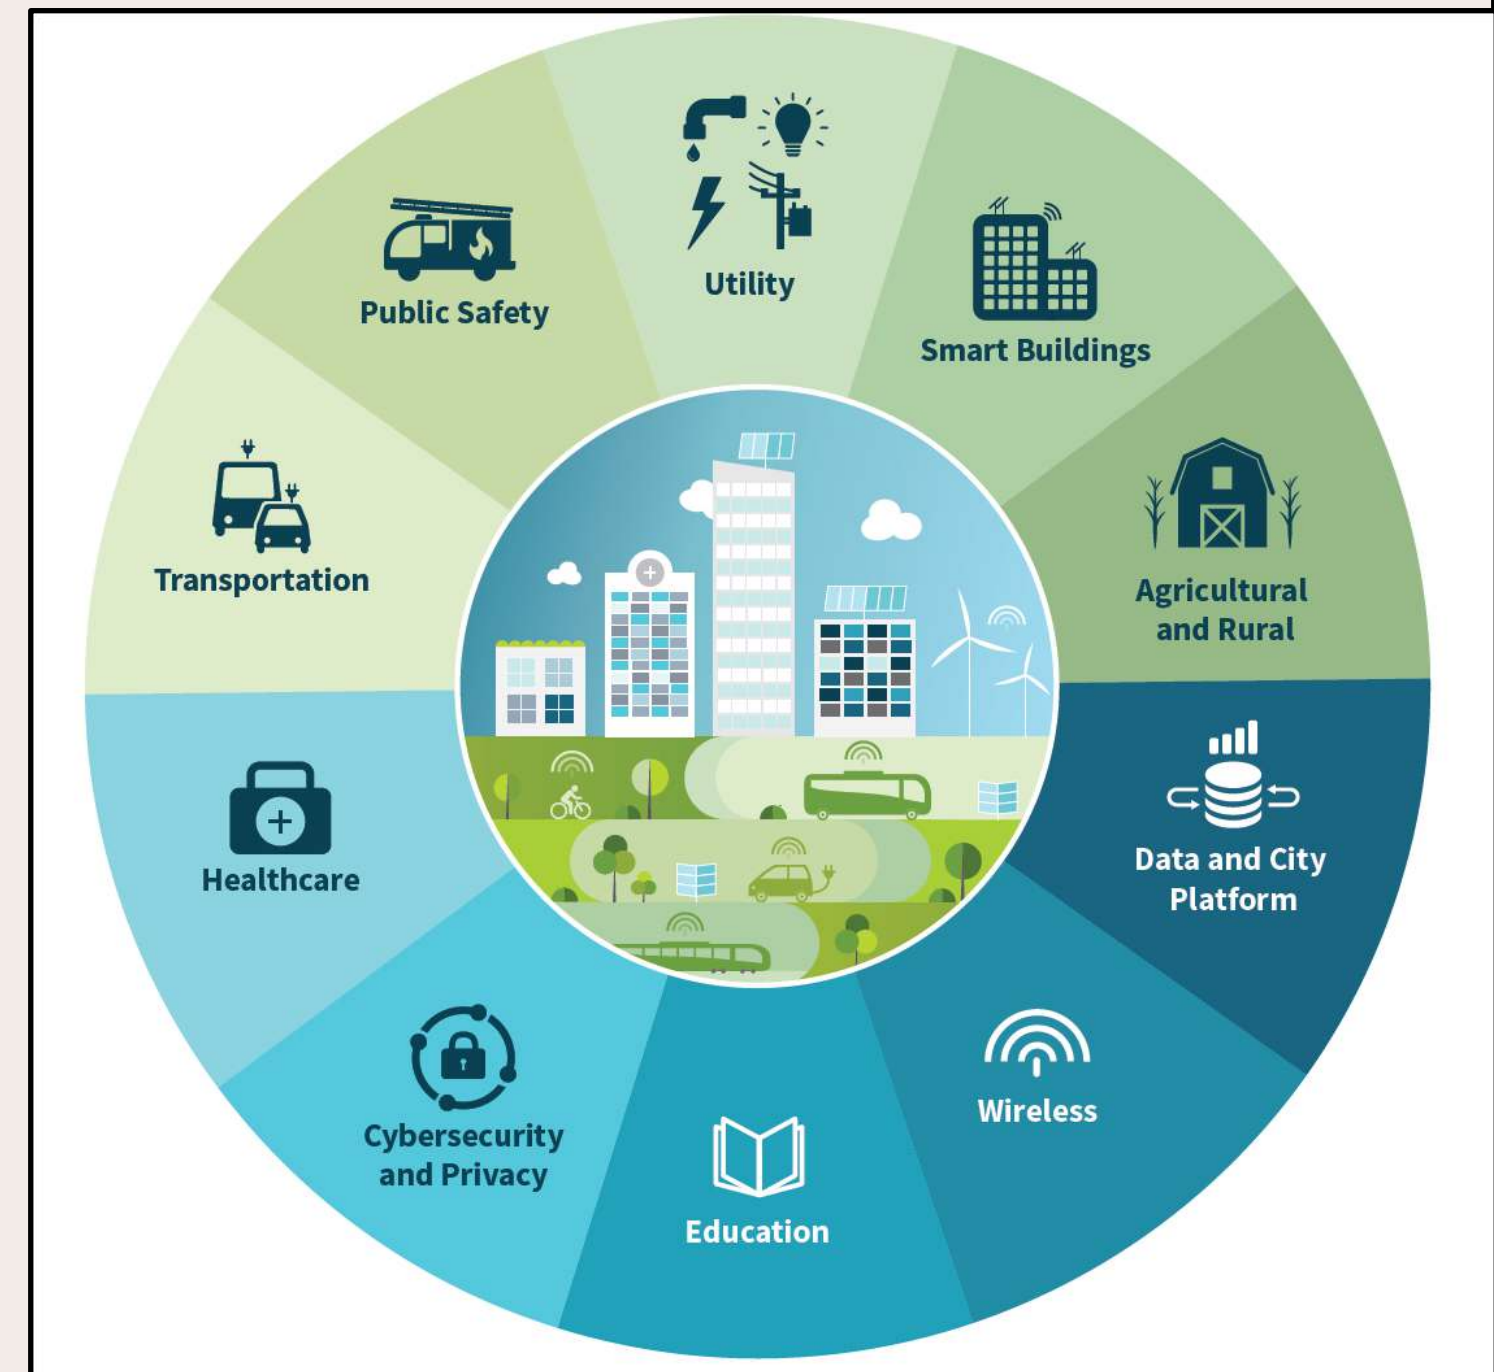 Utility
Smart Buildings
Agricultural
and Rural
Data and City
Platform
Wireless
Education
Cybersecurity
and Privacy
Healthcare
Transportation
Public Safety